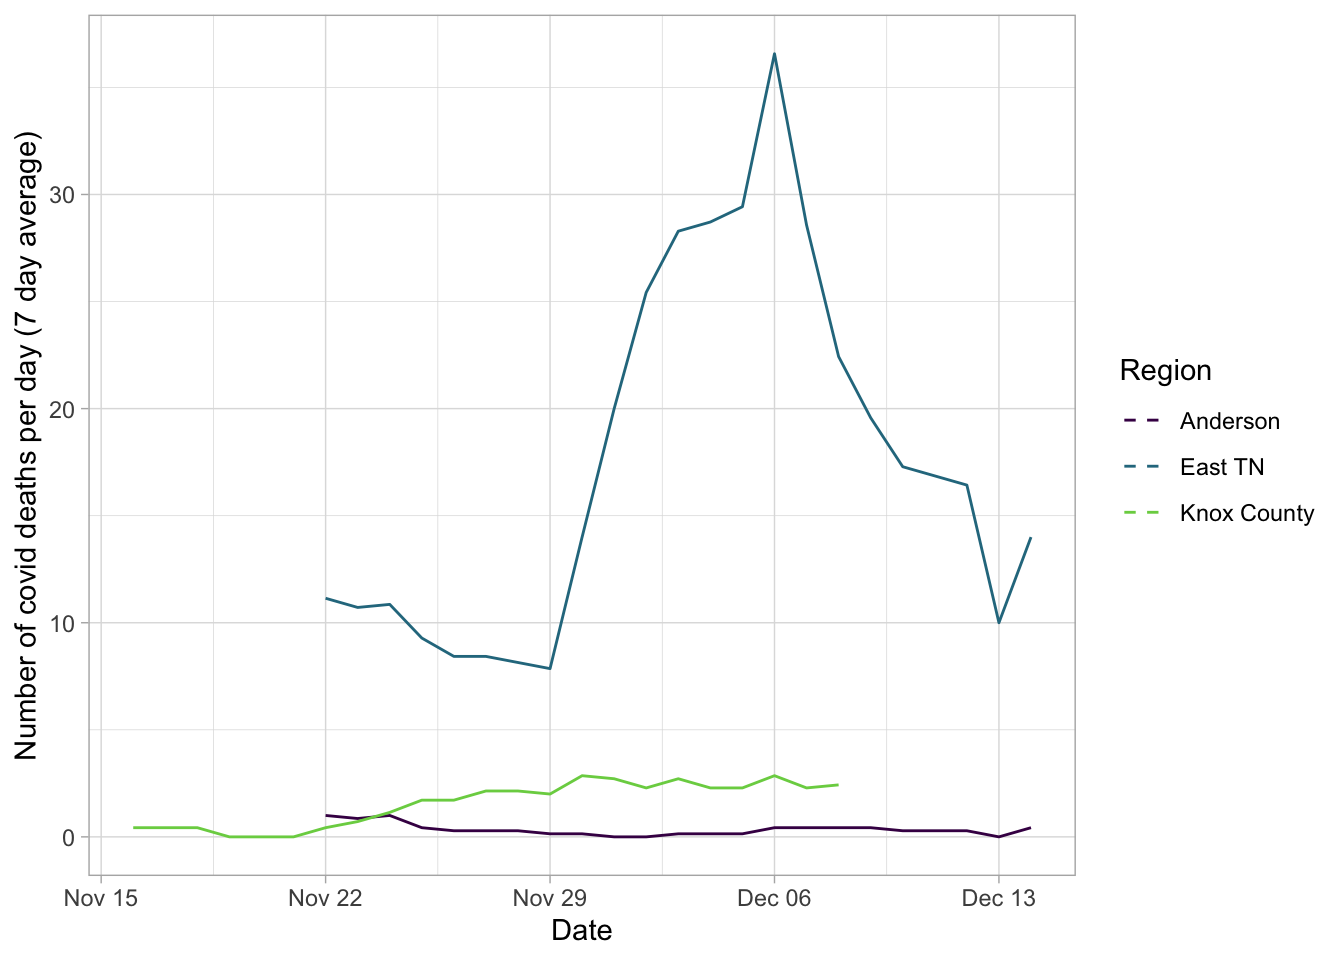 Number of covid deaths per day (7 day average)
30
20
10
0
Nov 15
Nov 22
Nov 29
Dec 06
Dec 13
Date
Region
Anderson
East TN
Knox County